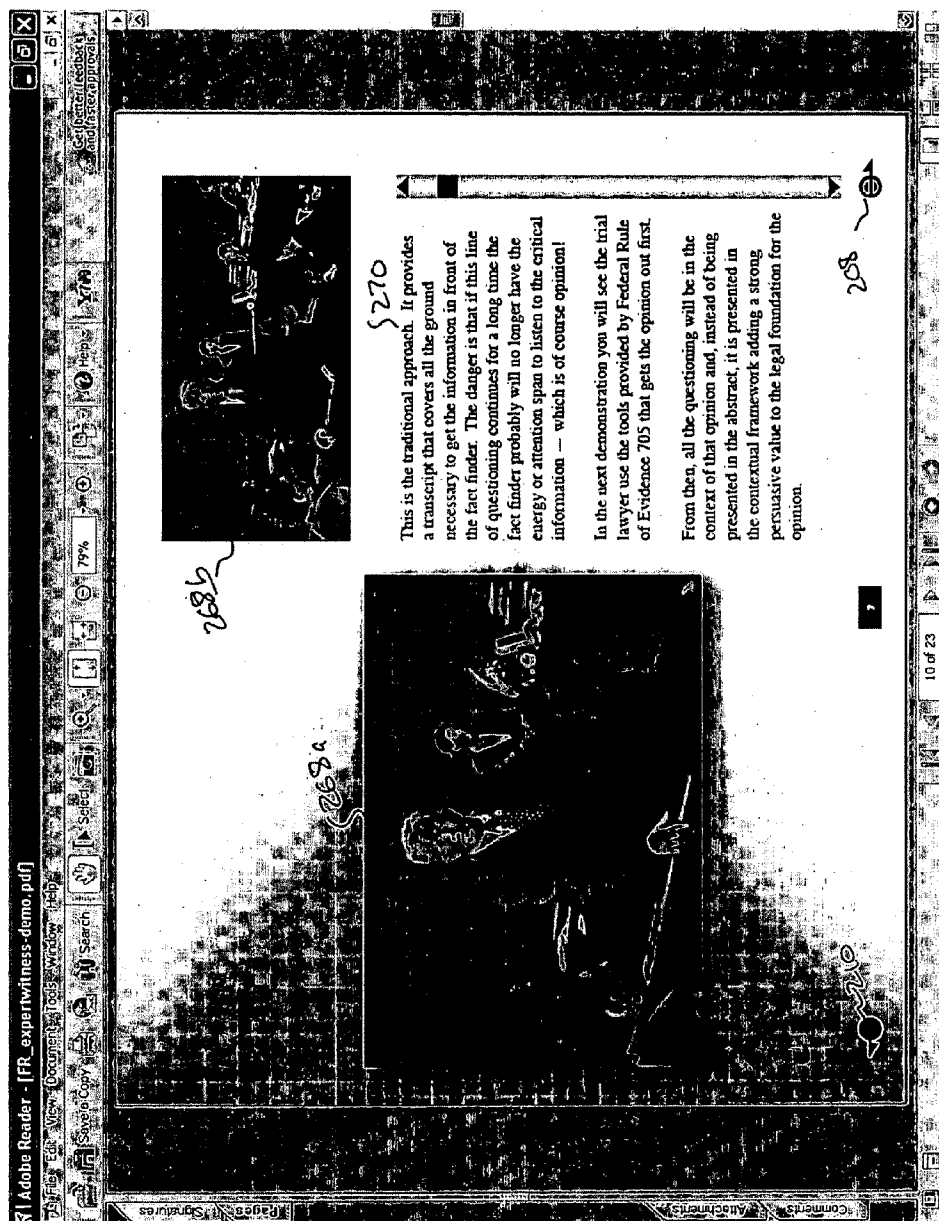 Adobe Reader - [FR_expertwitness-demo.pdf]
File Edit View Document Tools Window Help
Save a Copy Search Select 79% Help Y!
Get better feedback
and faster approvals
268b
268a
S270
This is the traditional approach. It provides
a transcript that covers all the ground
necessary to get the information in front of
the fact finder. The danger is that if this line
of questioning continues for a long time the
fact finder probably will no longer have the
energy or attention span to listen to the critical
information — which is of course opinion!
In the next demonstration you will see the trial
lawyer use the tools provided by Federal Rule
of Evidence 705 that gets the opinion out first.
From then, all the questioning will be in the
context of that opinion and, instead of being
presented in the abstract, it is presented in
the contextual framework adding a strong
persuasive value to the legal foundation for the
opinion.
210
208
Signatures
Pages
Attachments
Comments
10 of 23